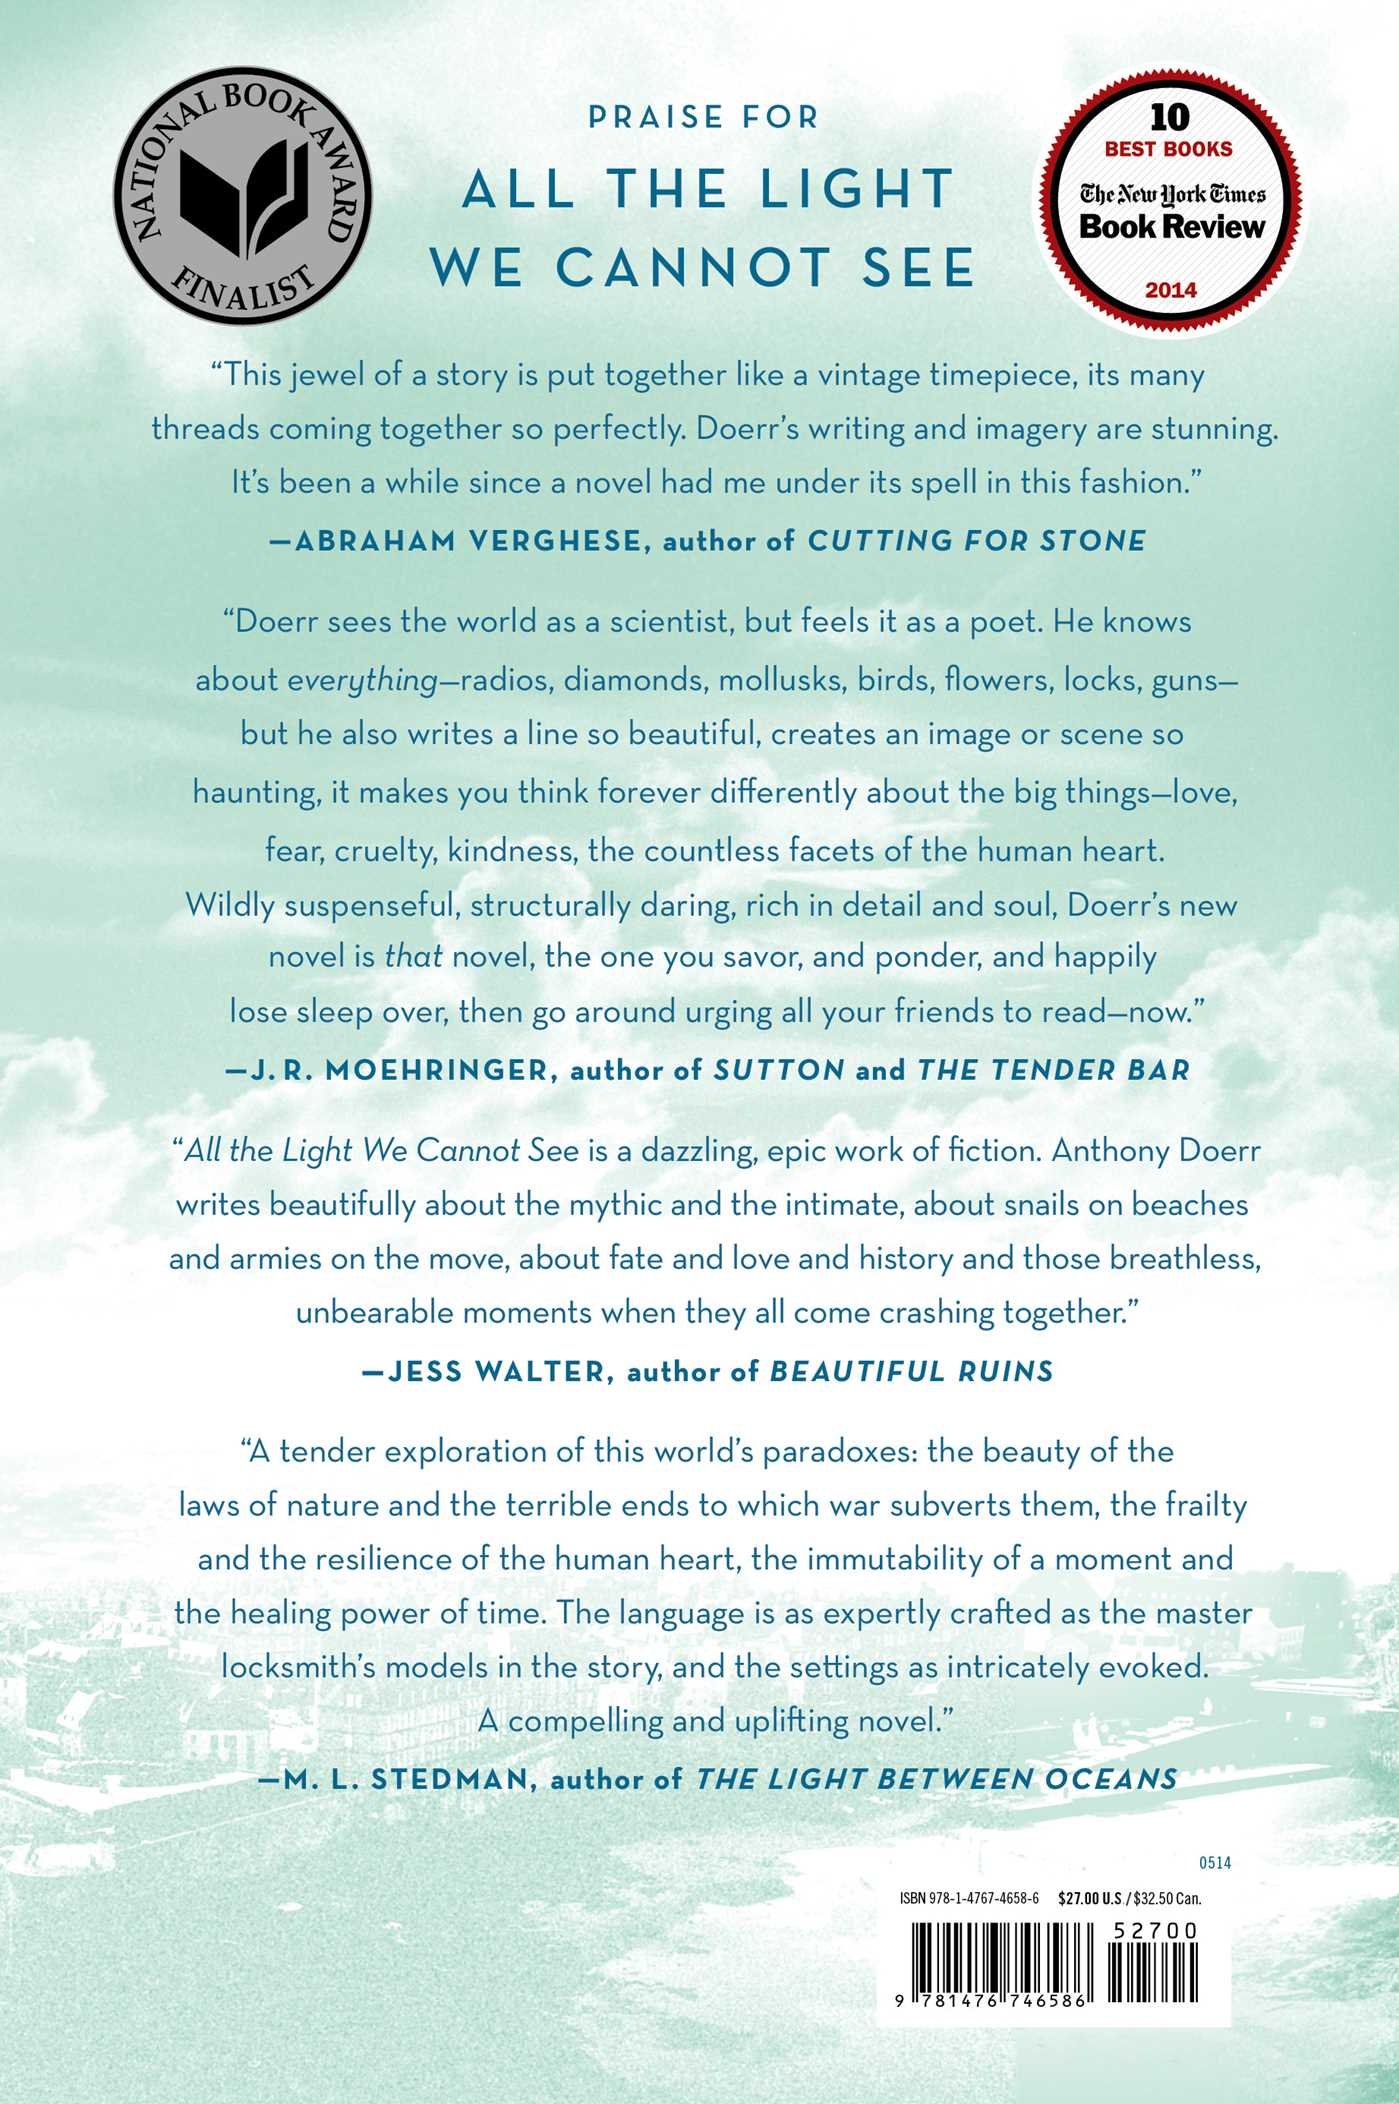 NATIONAL BOOK AWARD
FINALIST
PRAISE FOR
ALL THE LIGHT
WE CANNOT SEE
10
BEST BOOKS
The New York Times
Book Review
2014
“This jewel of a story is put together like a vintage timepiece, its many
threads coming together so perfectly. Doerr’s writing and imagery are stunning.
It’s been a while since a novel had me under its spell in this fashion.”
—ABRAHAM VERGHESE, author of CUTTING FOR STONE
“Doerr sees the world as a scientist, but feels it as a poet. He knows
about everything—radios, diamonds, mollusks, birds, flowers, locks, guns—
but he also writes a line so beautiful, creates an image or scene so
haunting, it makes you think forever differently about the big things—love,
fear, cruelty, kindness, the countless facets of the human heart.
Wildly suspenseful, structurally daring, rich in detail and soul, Doerr’s new
novel is that novel, the one you savor, and ponder, and happily
lose sleep over, then go around urging all your friends to read—now.”
—J. R. MOEHRINGER, author of SUTTON and THE TENDER BAR
“All the Light We Cannot See is a dazzling, epic work of fiction. Anthony Doerr
writes beautifully about the mythic and the intimate, about snails on beaches
and armies on the move, about fate and love and history and those breathless,
unbearable moments when they all come crashing together.”
—JESS WALTER, author of BEAUTIFUL RUINS
“A tender exploration of this world’s paradoxes: the beauty of the
laws of nature and the terrible ends to which war subverts them, the frailty
and the resilience of the human heart, the immutability of a moment and
the healing power of time. The language is as expertly crafted as the master
locksmith’s models in the story, and the settings as intricately evoked.
A compelling and uplifting novel.”
—M. L. STEDMAN, author of THE LIGHT BETWEEN OCEANS
0514
ISBN 978-1-4767-4658-6 $27.00 U.S./$32.50 Can.
52700
9 781476 746586